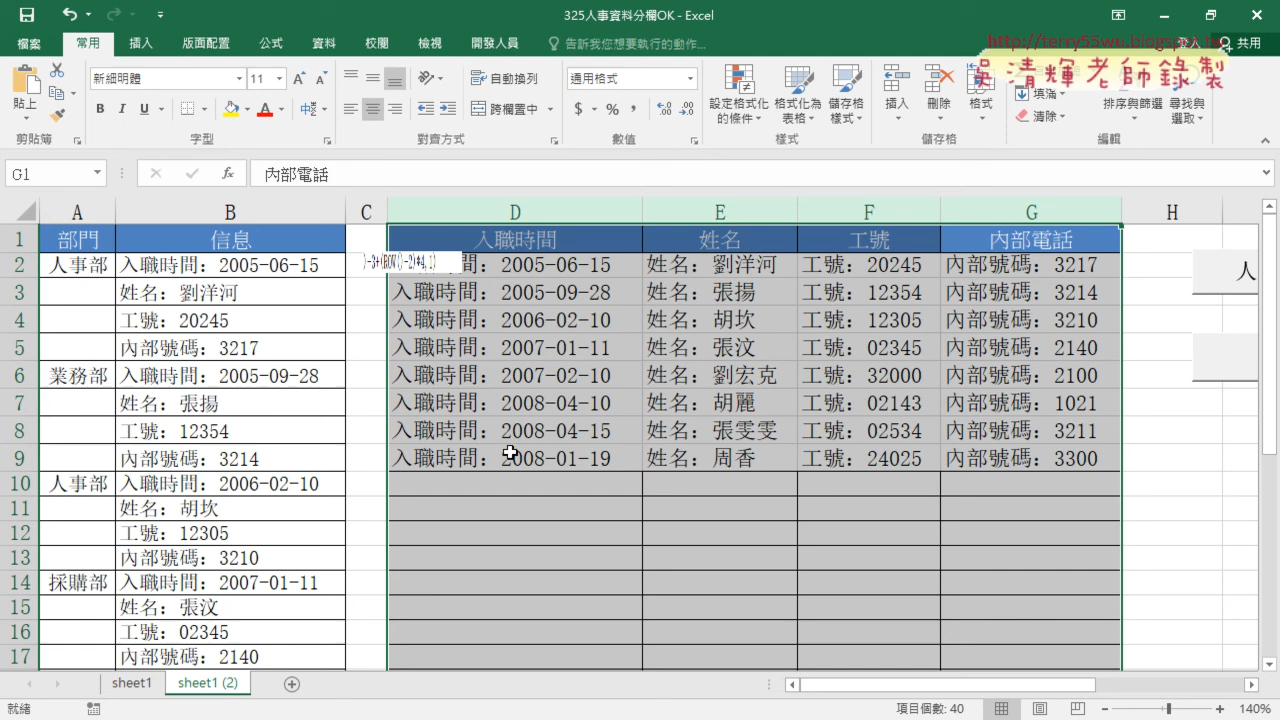 325人事資料分欄OK - Excel
檔案 常用 插入 版面配置 公式 資料 校閱 檢視 開發人員 告訴我您想要執行的動作... 登入 共用
http://terry55wu.blogspot.tw
吳清輝老師錄製
貼上 新細明體 11 自動換列 通用格式 設定格式化的條件 格式化為表格 儲存格樣式 插入 刪除 格式 填滿 排序與篩選 尋找與選取
B I U 跨欄置中 $ % 清除
剪貼簿 字型 對齊方式 數值 樣式 儲存格 編輯
G1 fx 內部電話
A B C D E F G H
1 部門 信息 入職時間 姓名 工號 內部電話
)-3+(ROW()-2)*4,1)
2 人事部 入職時間：2005-06-15 時間：2005-06-15 姓名：劉洋河 工號：20245 內部號碼：3217 人
3 姓名：劉洋河 入職時間：2005-09-28 姓名：張揚 工號：12354 內部號碼：3214
4 工號：20245 入職時間：2006-02-10 姓名：胡坎 工號：12305 內部號碼：3210
5 內部號碼：3217 入職時間：2007-01-11 姓名：張汶 工號：02345 內部號碼：2140
6 業務部 入職時間：2005-09-28 入職時間：2007-02-10 姓名：劉宏克 工號：32000 內部號碼：2100
7 姓名：張揚 入職時間：2008-04-10 姓名：胡麗 工號：02143 內部號碼：1021
8 工號：12354 入職時間：2008-04-15 姓名：張雯雯 工號：02534 內部號碼：3211
9 內部號碼：3214 入職時間：2008-01-19 姓名：周香 工號：24025 內部號碼：3300
10 人事部 入職時間：2006-02-10
11 姓名：胡坎
12 工號：12305
13 內部號碼：3210
14 採購部 入職時間：2007-01-11
15 姓名：張汶
16 工號：02345
17 內部號碼：2140
sheet1 sheet1 (2)
就緒 項目個數: 40 140%